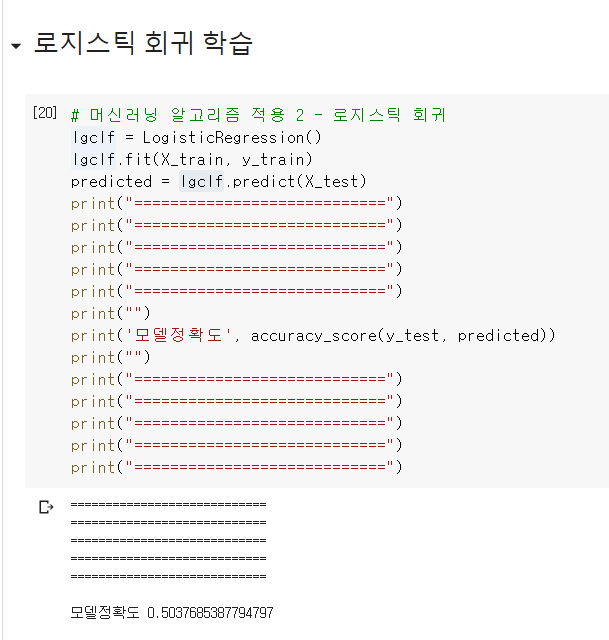 로지스틱 회귀 학습
[20] # 머신러닝 알고리즘 적용 2 - 로지스틱 회귀
lgclf = LogisticRegression()
lgclf.fit(X_train, y_train)
predicted = lgclf.predict(X_test)
print("============================")
print("============================")
print("============================")
print("============================")
print("============================")
print("")
print('모델정확도', accuracy_score(y_test, predicted))
print("")
print("============================")
print("============================")
print("============================")
print("============================")
print("============================")
============================
============================
============================
============================
============================
모델정확도 0.5037685387794797